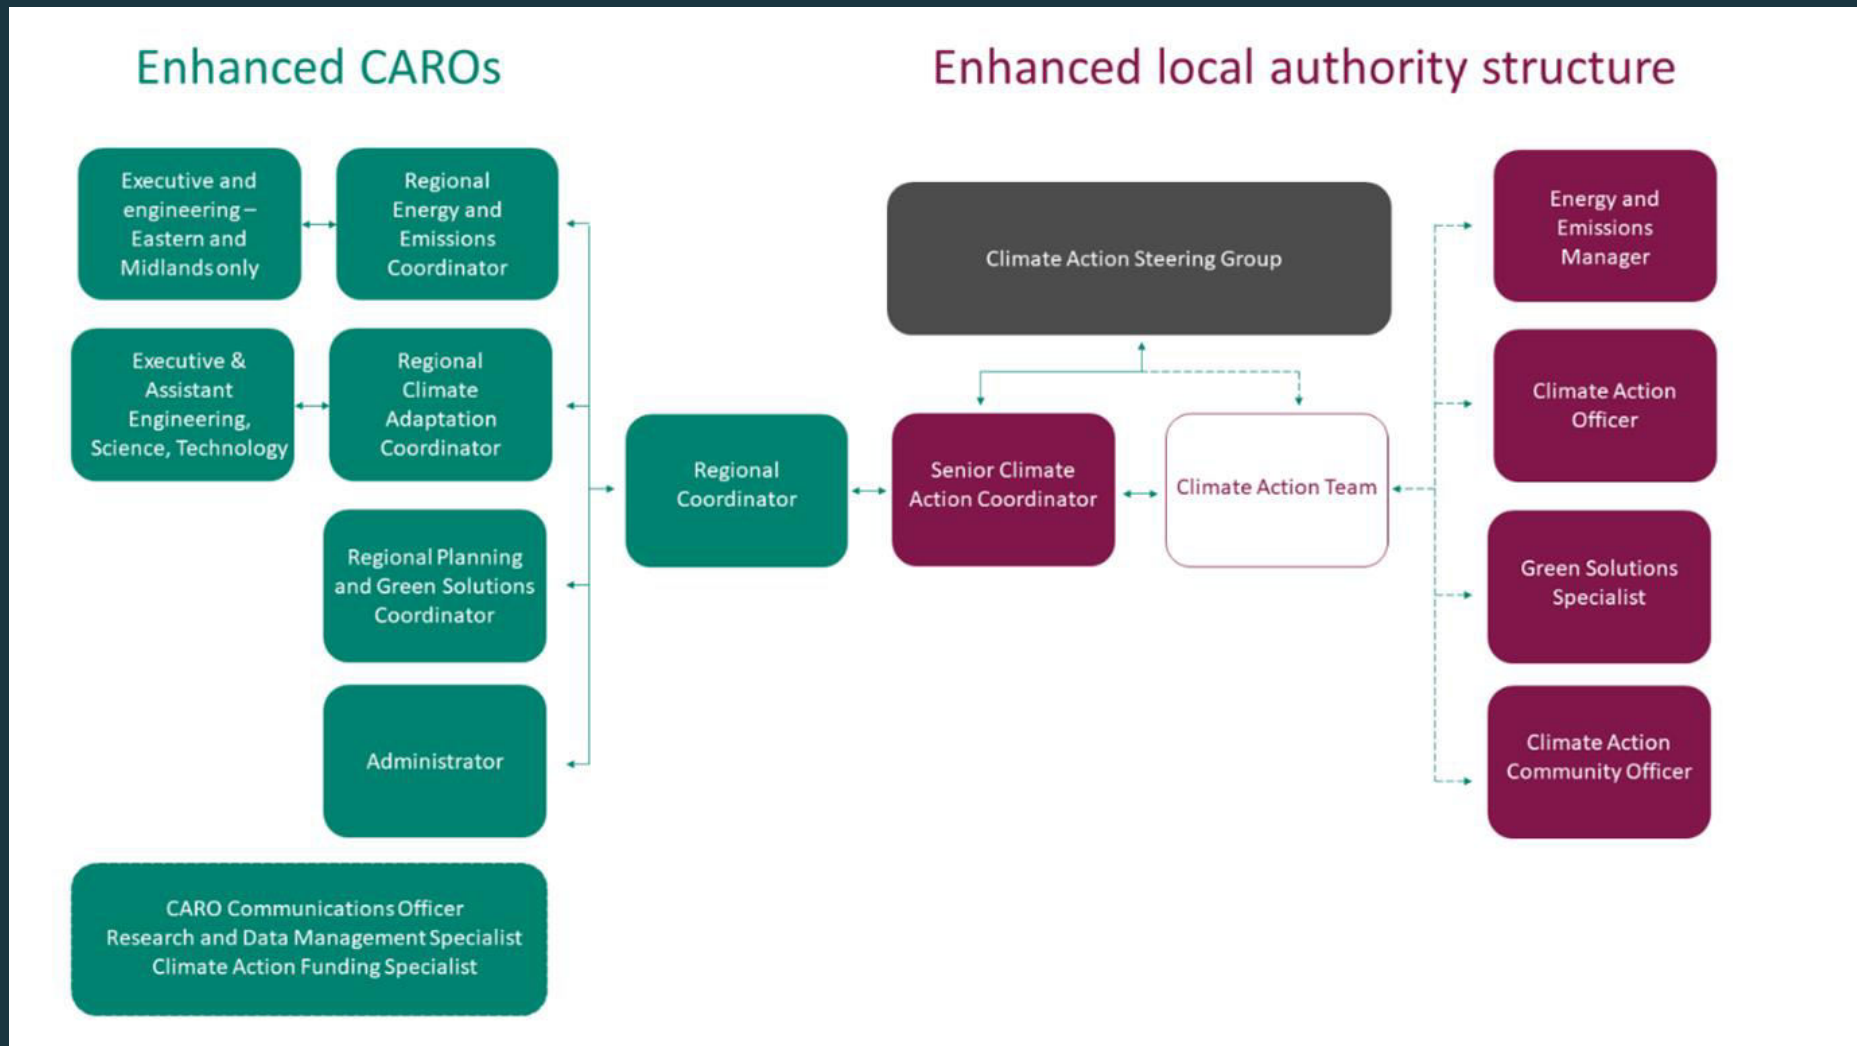 Enhanced CAROs
Enhanced local authority structure
Executive and
engineering –
Eastern and
Midlands only
Regional
Energy and
Emissions
Coordinator
Executive &
Assistant
Engineering,
Science, Technology
Regional
Climate
Adaptation
Coordinator
Regional Planning
and Green Solutions
Coordinator
Administrator
CARO Communications Officer
Research and Data Management Specialist
Climate Action Funding Specialist
Regional
Coordinator
Climate Action Steering Group
Senior Climate
Action Coordinator
Climate Action Team
Energy and
Emissions
Manager
Climate Action
Officer
Green Solutions
Specialist
Climate Action
Community Officer